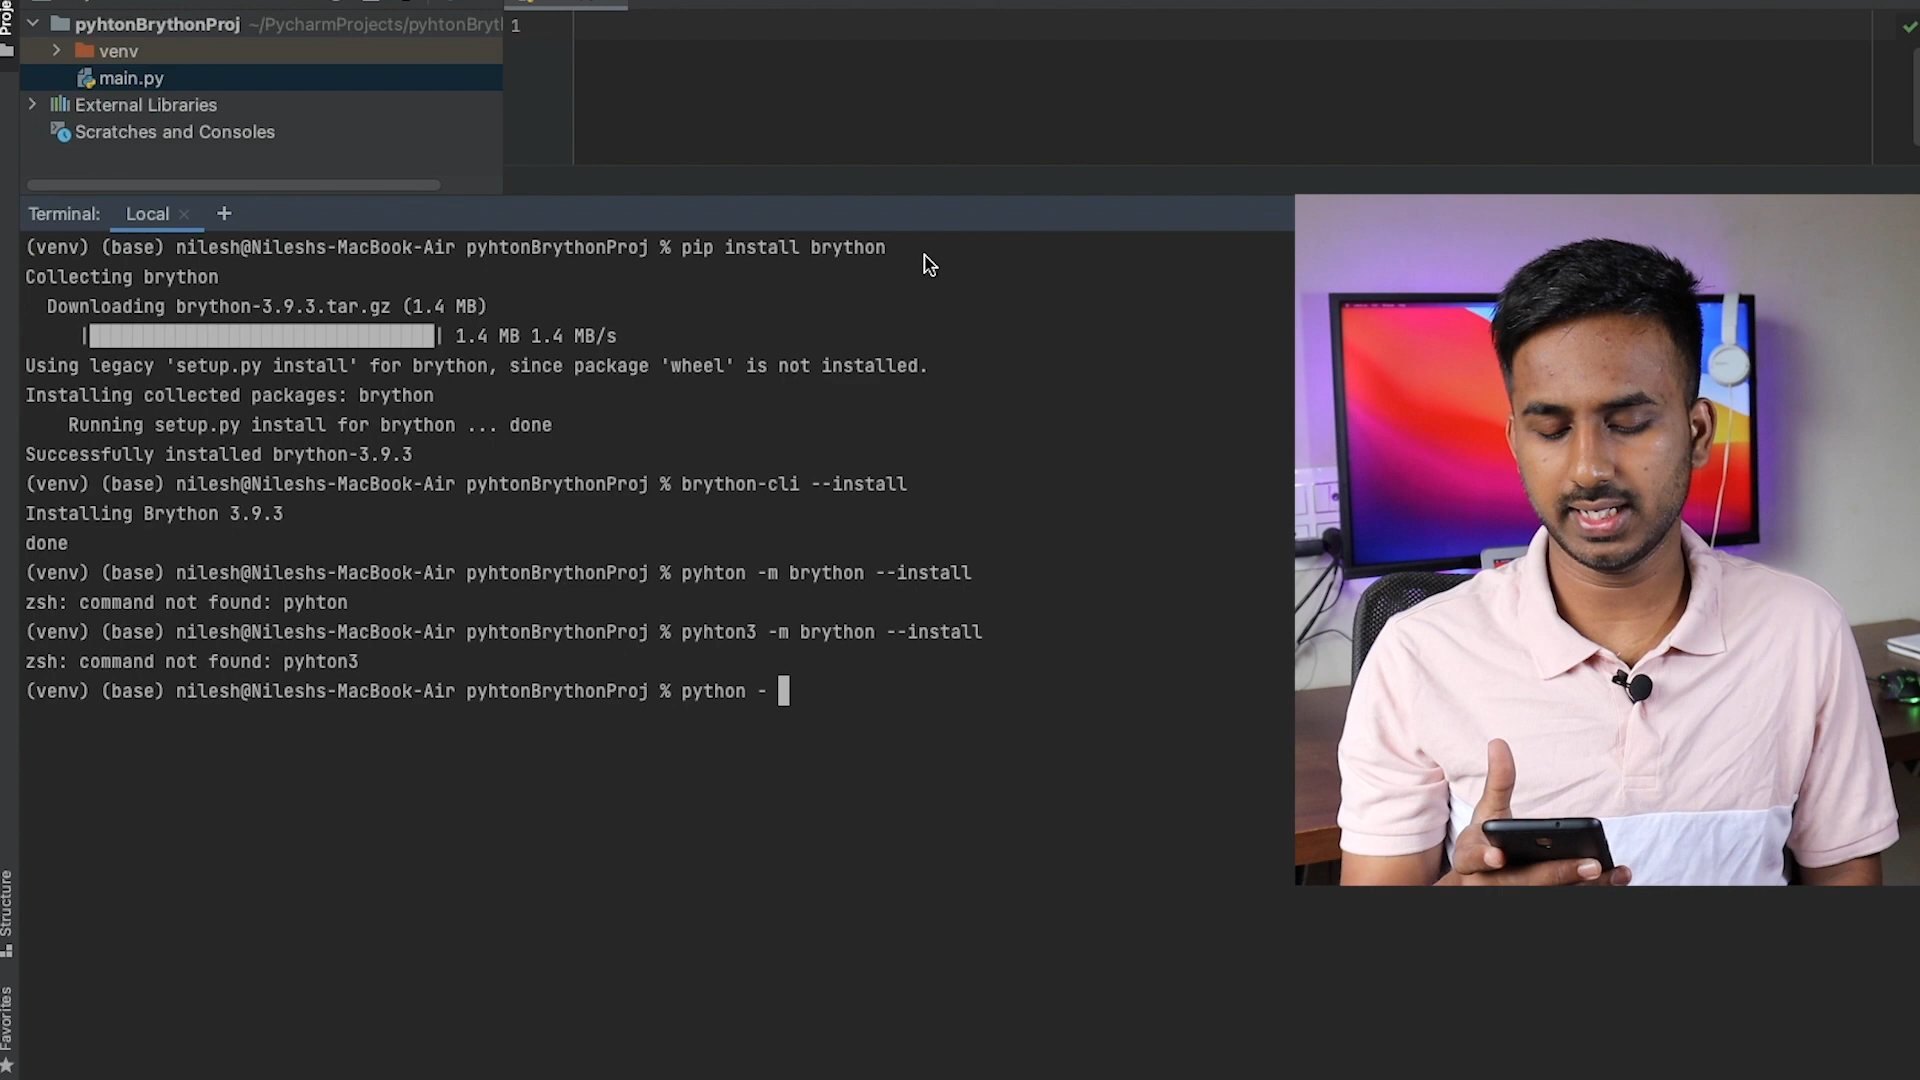 Proje
pyhtonBrythonProj ~/PycharmProjects/pyhtonBryt
1
venv
main.py
External Libraries
Scratches and Consoles
Terminal: Local × +
(venv) (base) nilesh@Nileshs-MacBook-Air pyhtonBrythonProj % pip install brython
Collecting brython
Downloading brython-3.9.3.tar.gz (1.4 MB)
| | 1.4 MB 1.4 MB/s
Using legacy 'setup.py install' for brython, since package 'wheel' is not installed.
Installing collected packages: brython
Running setup.py install for brython ... done
Successfully installed brython-3.9.3
(venv) (base) nilesh@Nileshs-MacBook-Air pyhtonBrythonProj % brython-cli --install
Installing Brython 3.9.3
done
(venv) (base) nilesh@Nileshs-MacBook-Air pyhtonBrythonProj % pyhton -m brython --install
zsh: command not found: pyhton
(venv) (base) nilesh@Nileshs-MacBook-Air pyhtonBrythonProj % pyhton3 -m brython --install
zsh: command not found: pyhton3
(venv) (base) nilesh@Nileshs-MacBook-Air pyhtonBrythonProj % python -
Structure
Favorites